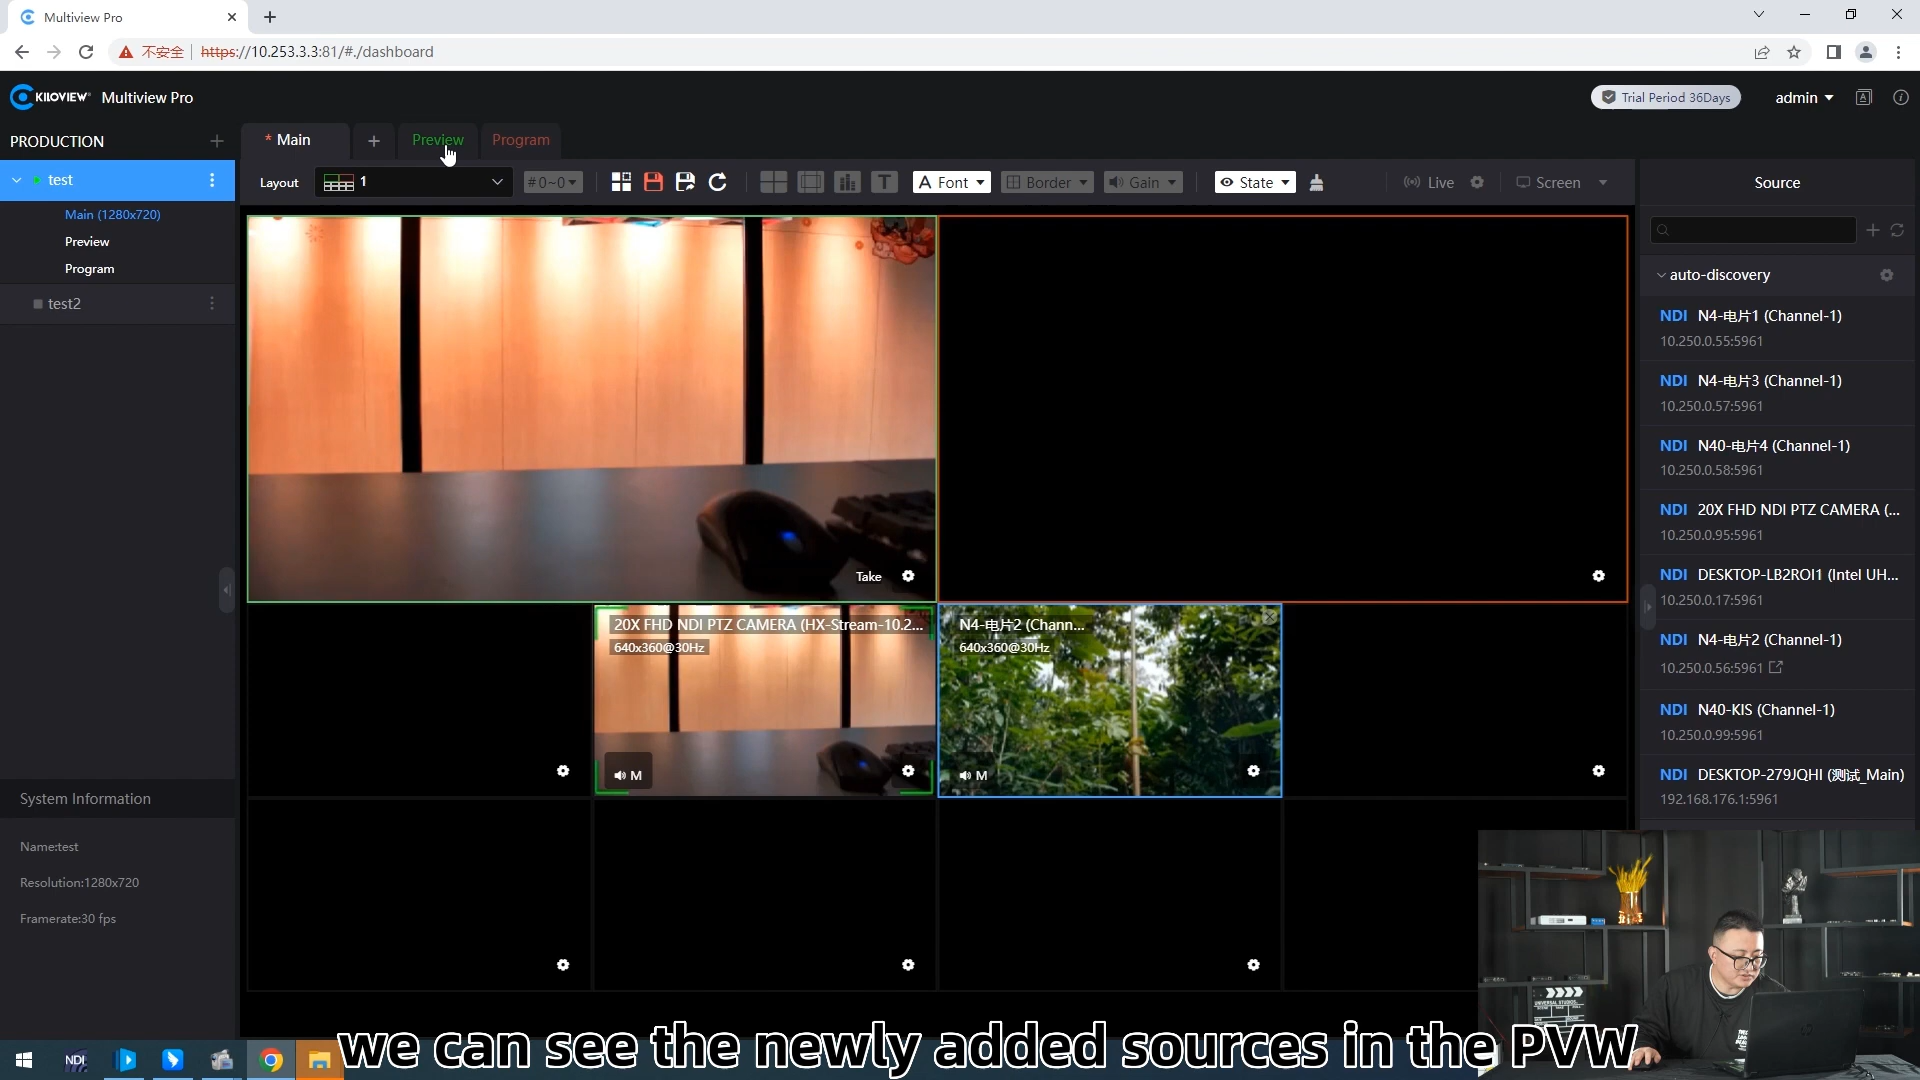 Multiview Pro
不安全 https://10.253.3.3:81/#./dashboard
KILOVIEW Multiview Pro
Trial Period 36Days
admin
PRODUCTION
* Main
Preview
Program
test
Main (1280x720)
Preview
Program
test2
Layout
1
#0~0
T
A Font
Border
Gain
State
Live
Screen
Source
auto-discovery
NDI N4-电片1 (Channel-1)
10.250.0.55:5961
NDI N4-电片3 (Channel-1)
10.250.0.57:5961
NDI N40-电片4 (Channel-1)
10.250.0.58:5961
NDI 20X FHD NDI PTZ CAMERA (...
10.250.0.95:5961
NDI DESKTOP-LB2ROI1 (Intel UH...
10.250.0.17:5961
NDI N4-电片2 (Channel-1)
10.250.0.56:5961
NDI N40-KIS (Channel-1)
10.250.0.99:5961
NDI DESKTOP-279JQHI (测试_Main)
192.168.176.1:5961
Take
20X FHD NDI PTZ CAMERA (HX-Stream-10.2...
640x360@30Hz
M
N4-电片2 (Chann...
640x360@30Hz
M
System Information
Name:test
Resolution:1280x720
Framerate:30 fps
UNIVERSAL STUDIOS
NDI
we can see the newly added sources in the PVW